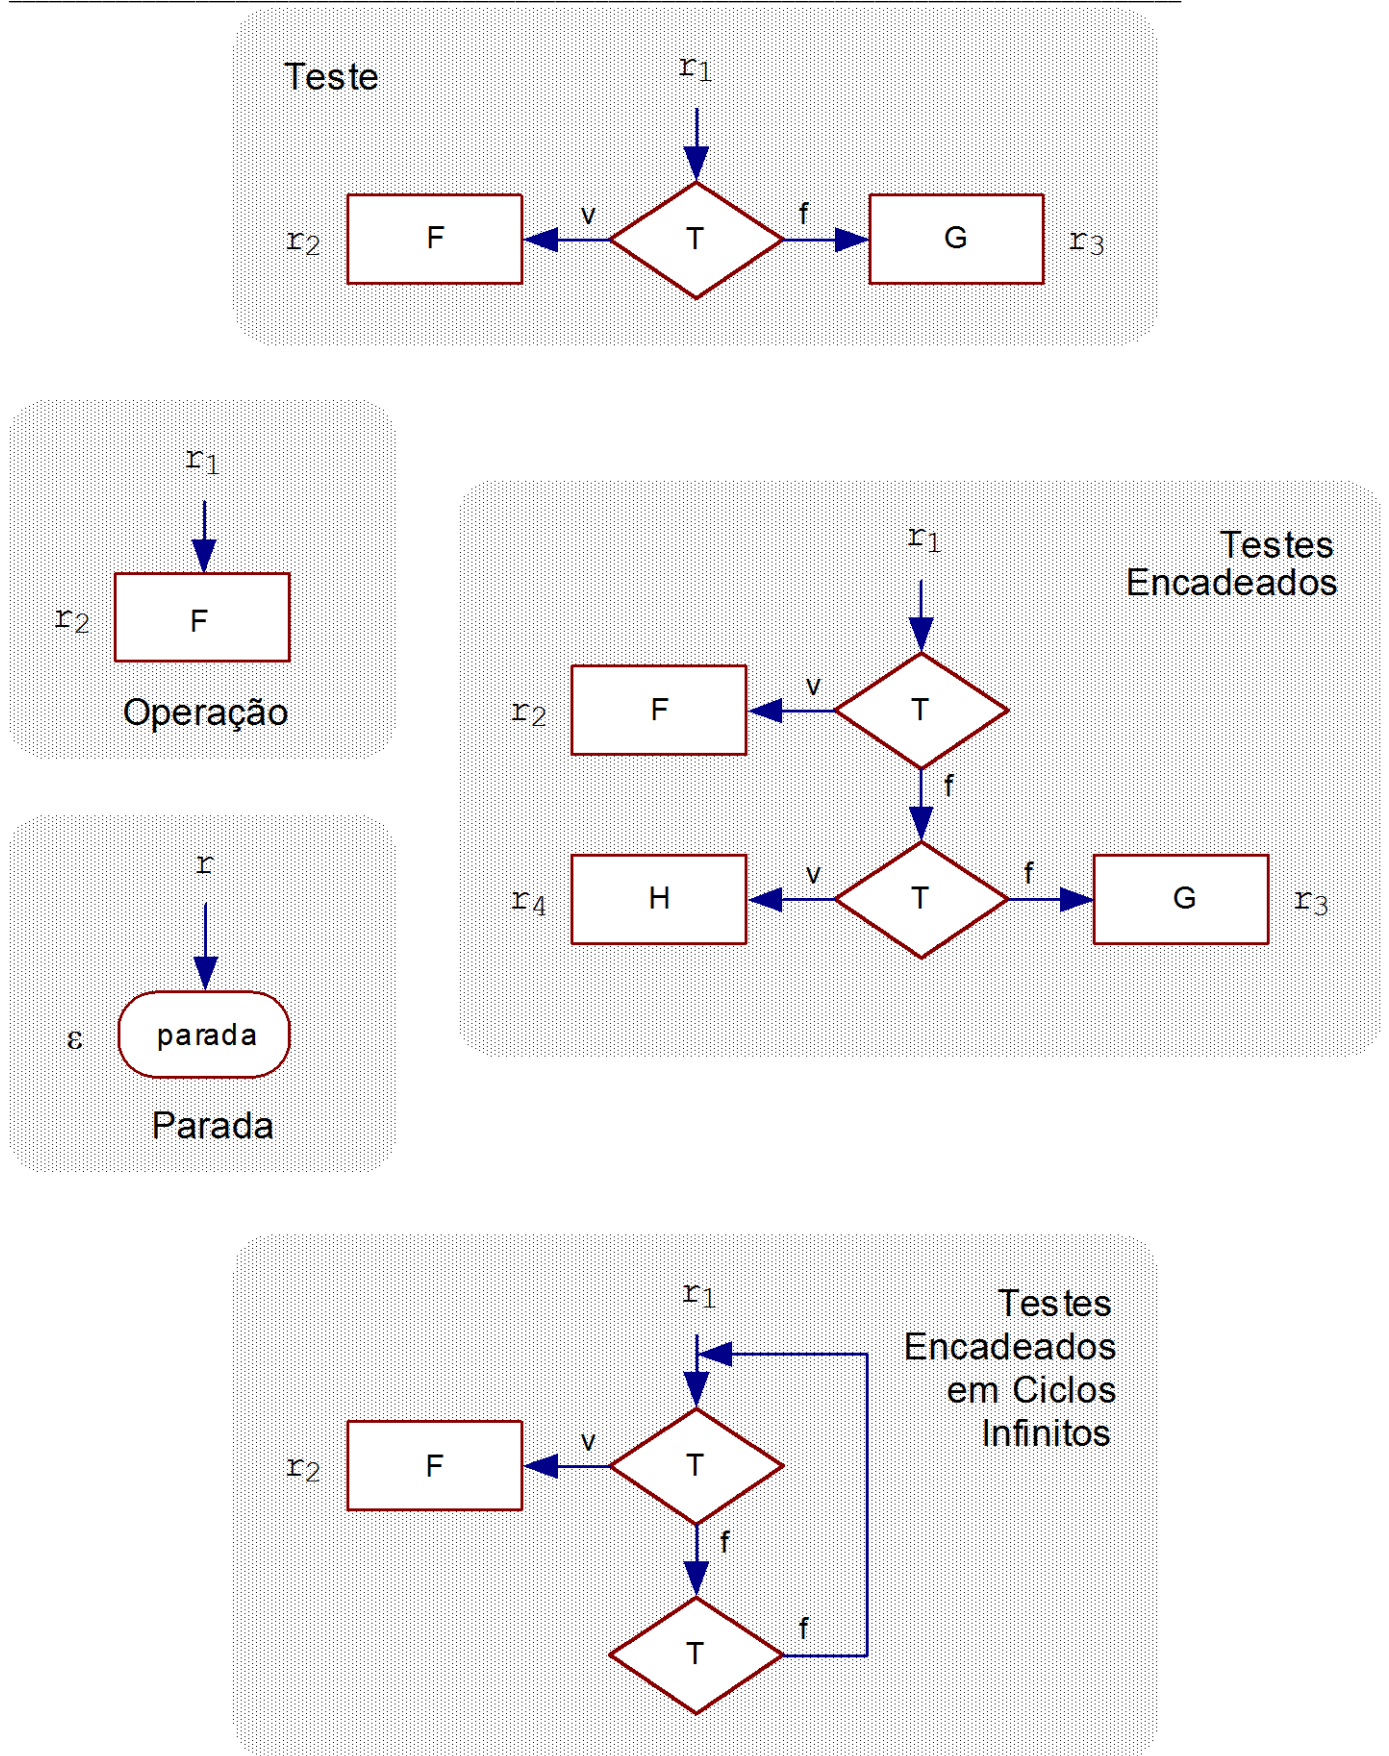 Teste
r1
v
f
r2
F
T
G
r3
r1
r2
F
Operação
r1
Testes
Encadeados
v
r2
F
T
f
v
f
r4
H
T
G
r3
r
ε
parada
Parada
r1
Testes
Encadeados
em Ciclos
Infinitos
v
r2
F
T
f
f
T